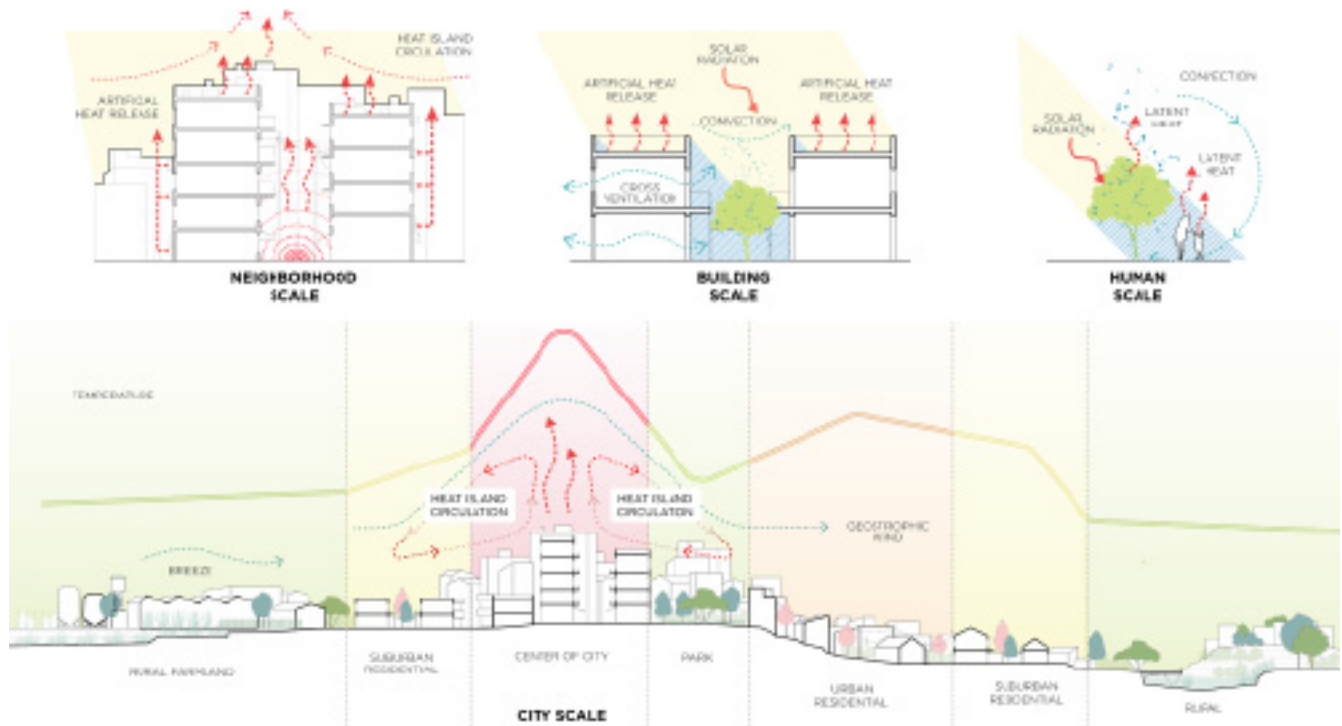 HEAT ISLAND
CIRCULATION
ARTIFICIAL
HEAT RELEASE
NEIGHBORHOOD
SCALE
SOLAR
RADIATION
ARTIFICIAL HEAT
RELEASE
ARTIFICIAL HEAT
RELEASE
CONVECTION
CROSS
VENTILATION
BUILDING
SCALE
CONVECTION
LATENT
HEAT
SOLAR
RADIATION
LATENT
HEAT
HUMAN
SCALE
TEMPERATURE
HEAT ISLAND
CIRCULATION
HEAT ISLAND
CIRCULATION
GEOSTROPHIC
WIND
BREEZE
RURAL FARMLAND
SUBURBAN
RESIDENTIAL
CENTER OF CITY
PARK
URBAN
RESIDENTIAL
SUBURBAN
RESIDENTIAL
RURAL
CITY SCALE